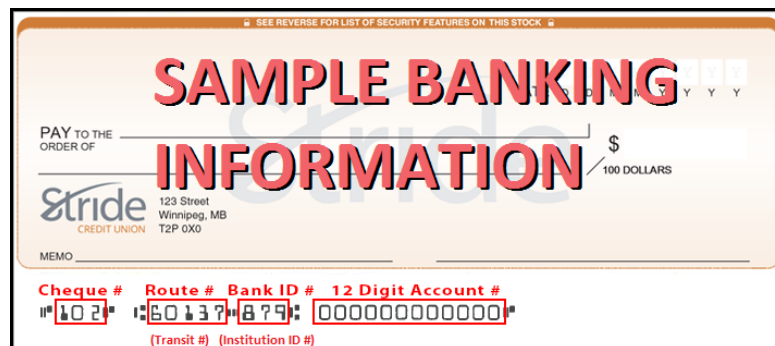 SEE REVERSE FOR LIST OF SECURITY FEATURES ON THIS STOCK
SAMPLE BANKING
D M M Y Y Y Y
PAY TO THE
ORDER OF
$
INFORMATION
100 DOLLARS
Stride
CREDIT UNION
123 Street
Winnipeg, MB
T2P 0X0
MEMO
Cheque # Route # Bank ID # 12 Digit Account #
⑈102⑈ ⑆60137⑉879⑆ 000000000000⑈
(Transit #) (Institution ID #)